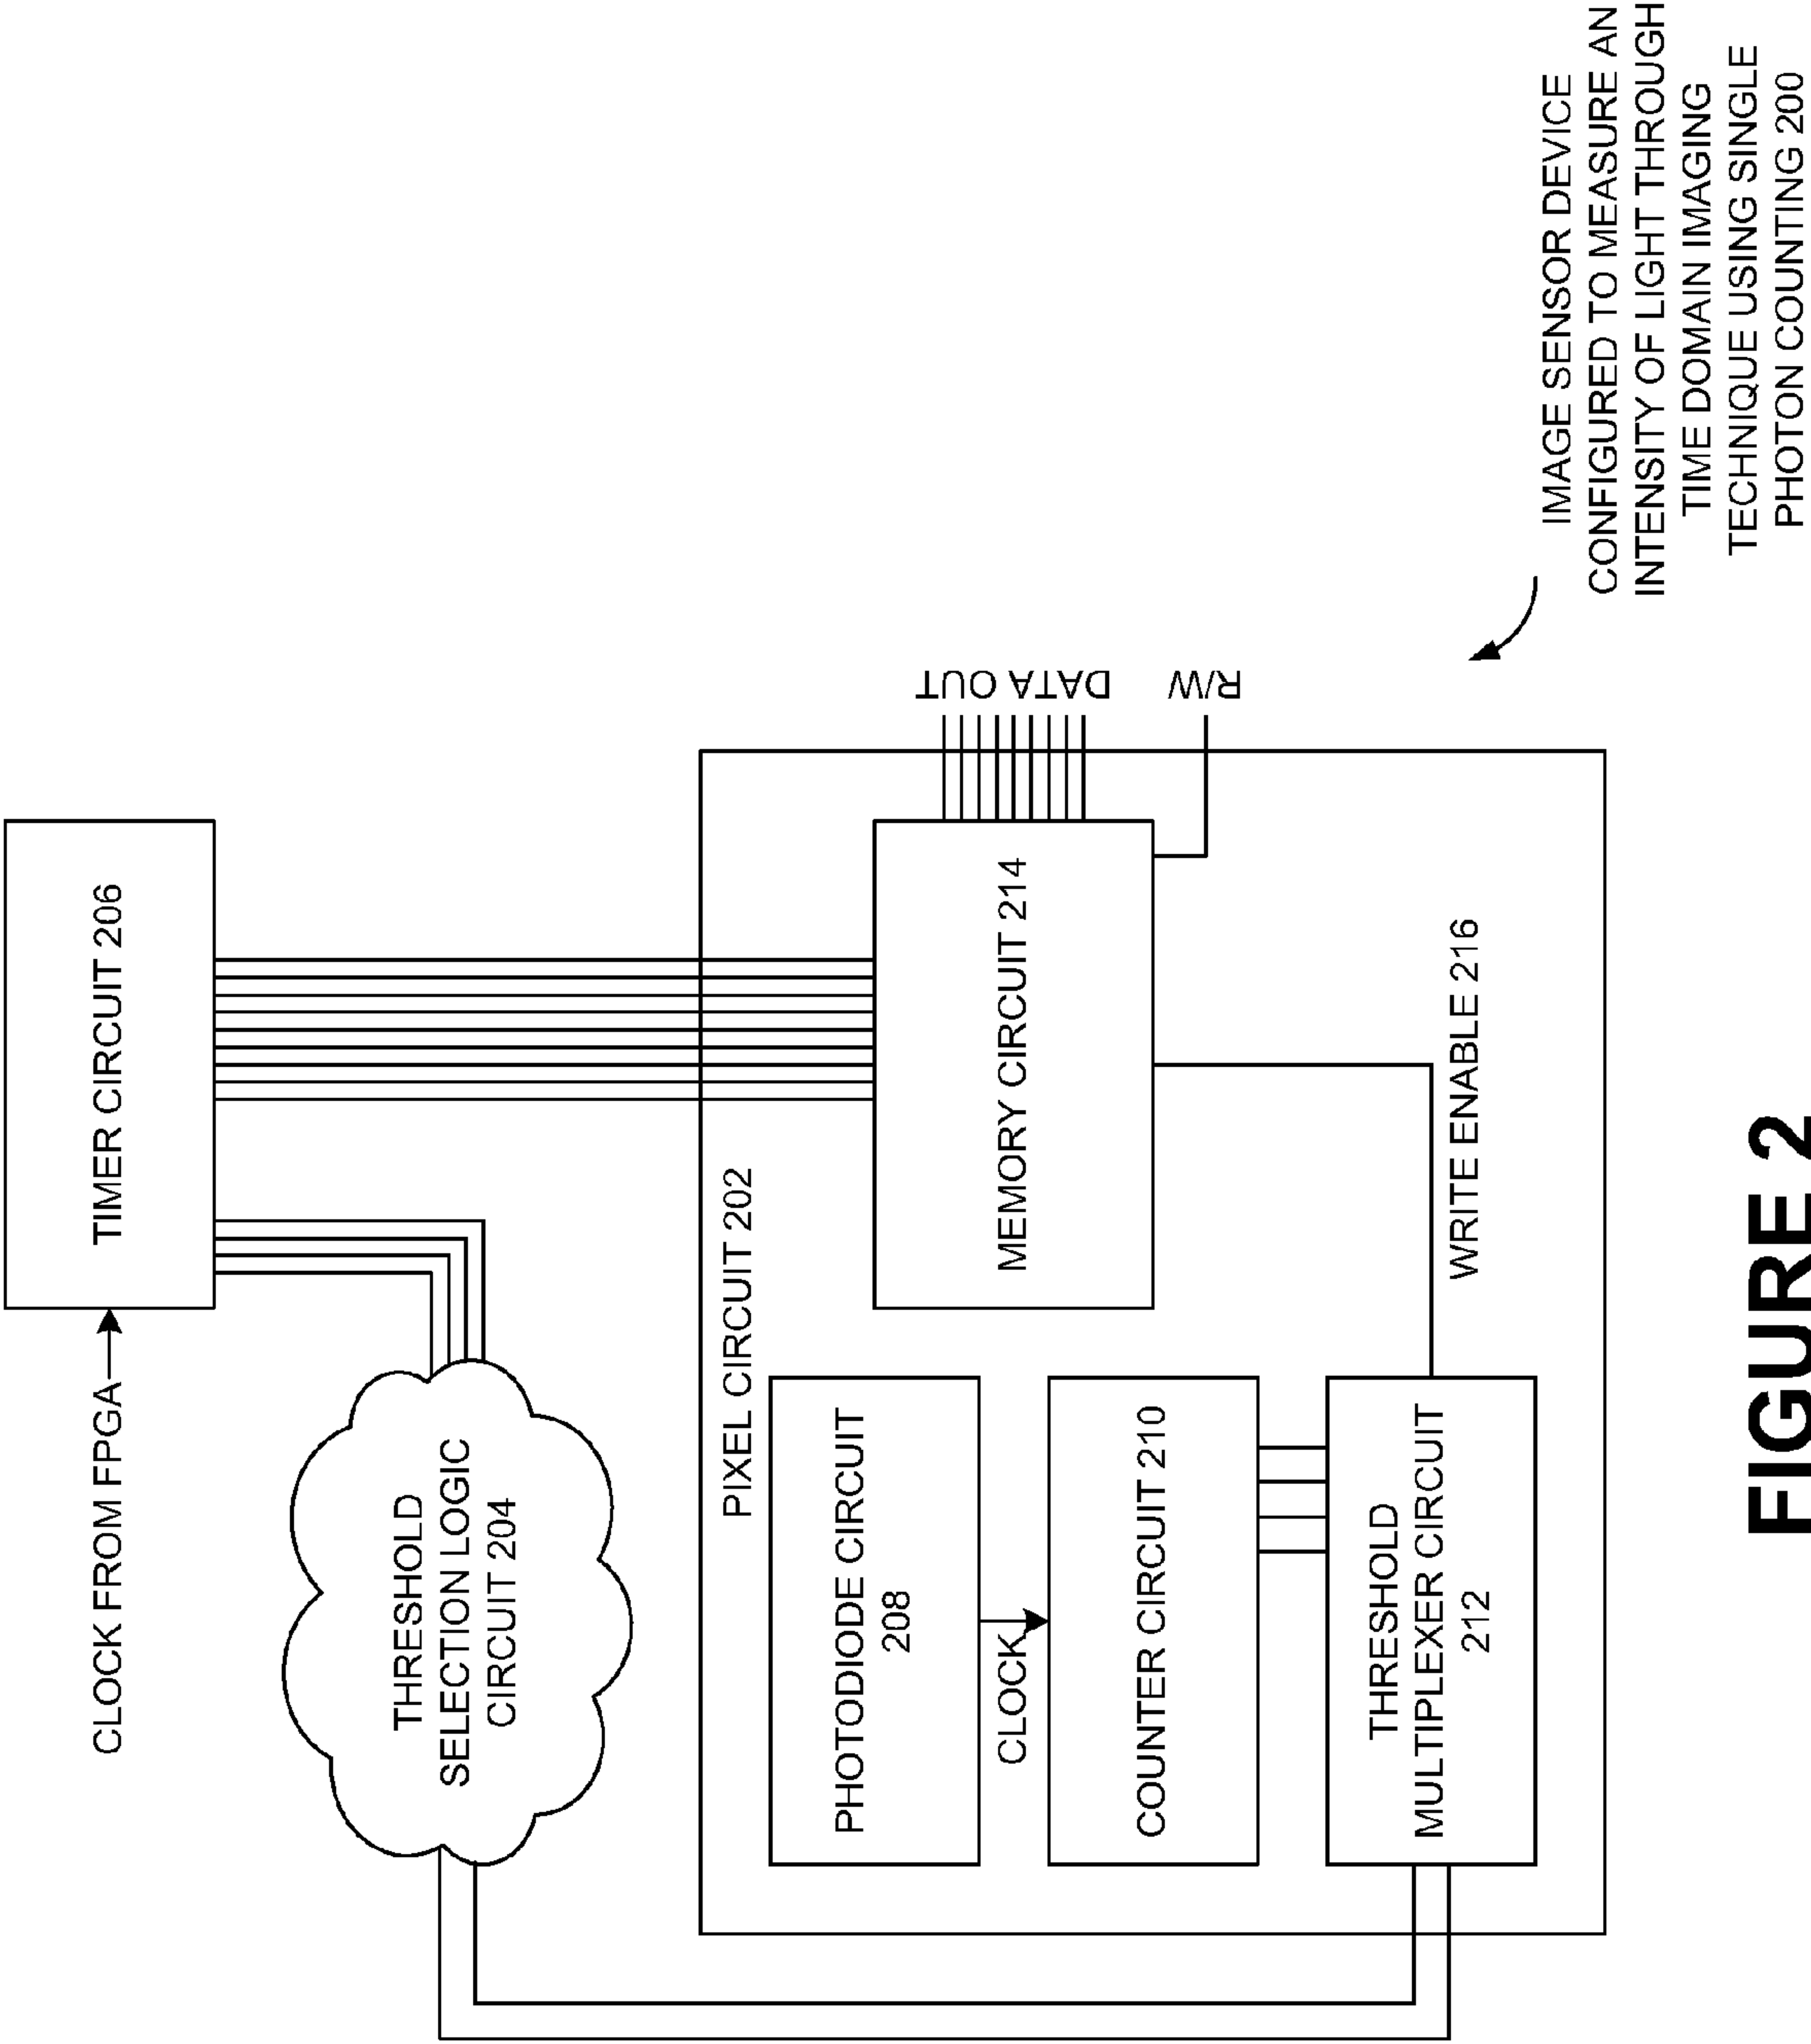 CLOCK FROM FPGA
TIMER CIRCUIT 206
THRESHOLD
SELECTION LOGIC
CIRCUIT 204
PIXEL CIRCUIT 202
PHOTODIODE CIRCUIT
208
CLOCK
COUNTER CIRCUIT 210
THRESHOLD
MULTIPLEXER CIRCUIT
212
MEMORY CIRCUIT 214
WRITE ENABLE 216
DATA OUT
R/W
IMAGE SENSOR DEVICE
CONFIGURED TO MEASURE AN
INTENSITY OF LIGHT THROUGH
TIME DOMAIN IMAGING
TECHNIQUE USING SINGLE
PHOTON COUNTING 200
FIGURE 2